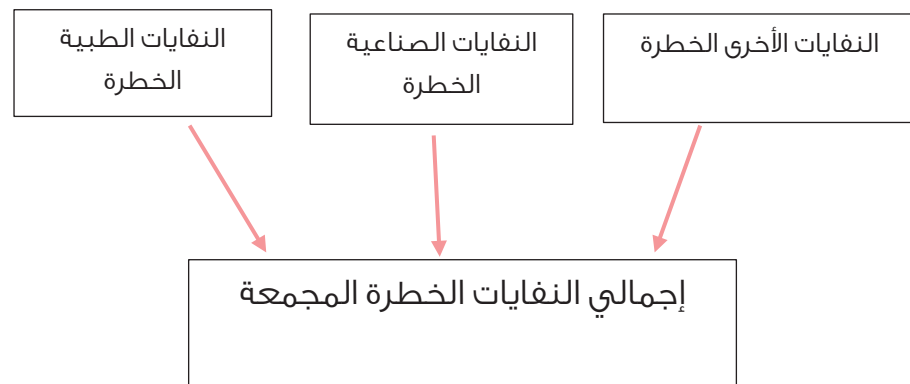 النفايات الأخرى الخطرة
النفايات الصناعية
الخطرة
النفايات الطبية
الخطرة
إجمالي النفايات الخطرة المجمعة